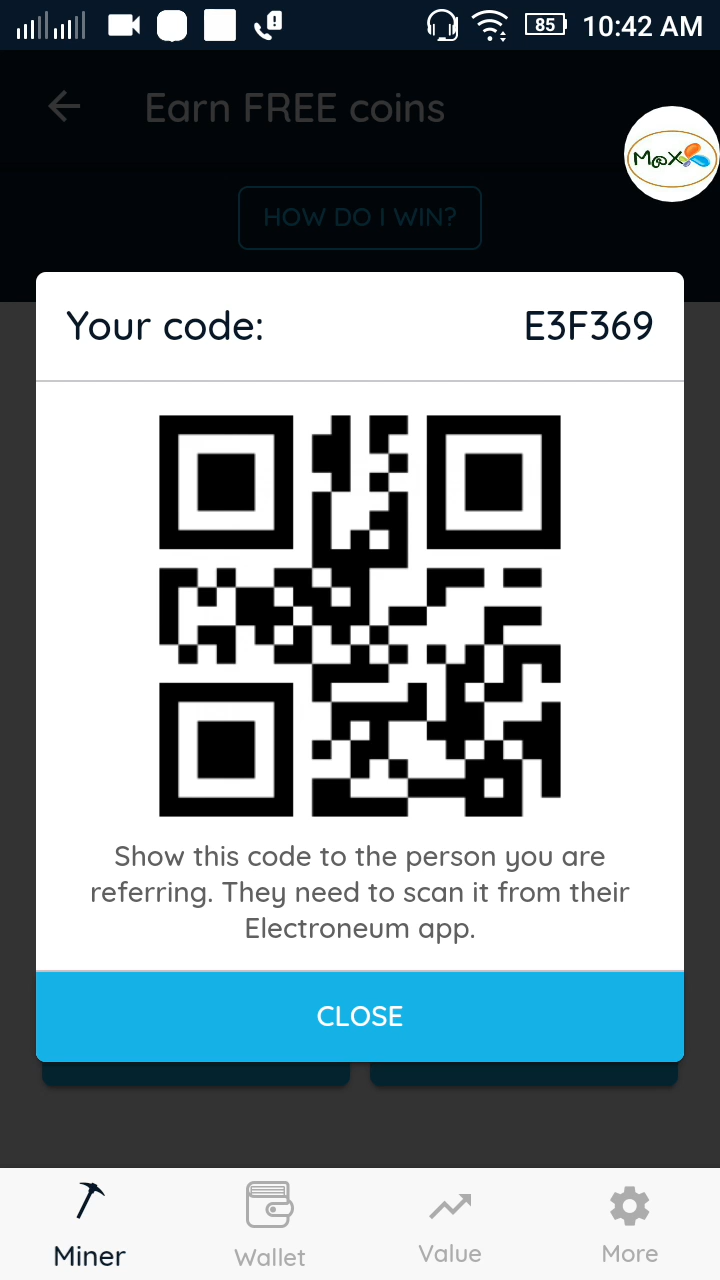 85 10:42 AM
Earn FREE coins
M@X
HOW DO I WIN?
Your code: E3F369
Show this code to the person you are
referring. They need to scan it from their
Electroneum app.
CLOSE
Miner Wallet Value More